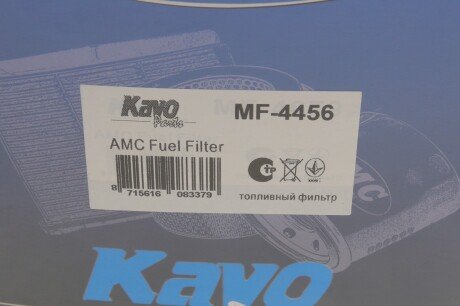 Kavo
Parts
MF-4456
AMC Fuel Filter
8 715616 083379
топливный фильтр
Kavo